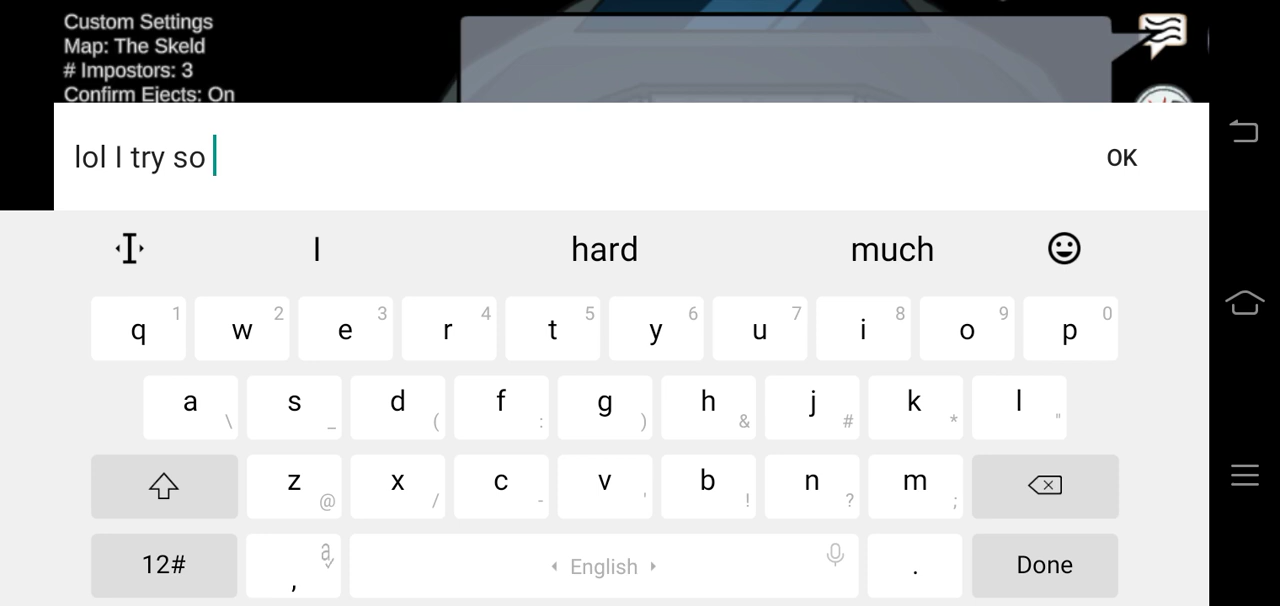 Custom Settings
Map: The Skeld
# Impostors: 3
Confirm Ejects: On
lol I try so
OK
I hard much
q 1 w 2 e 3 r 4 t 5 y 6 u 7 i 8 o 9 p 0
a \ s _ d ( f : g ) h & j # k * l "
z @ x / c - v ' b ! n ? m ;
12# , a English . Done